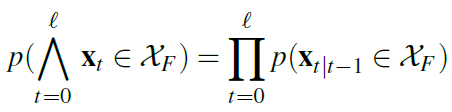 p(⋀_{t=0}^{ℓ} 𝐱_t ∈ 𝒳_F) = ∏_{t=0}^{ℓ} p(𝐱_{t|t−1} ∈ 𝒳_F)